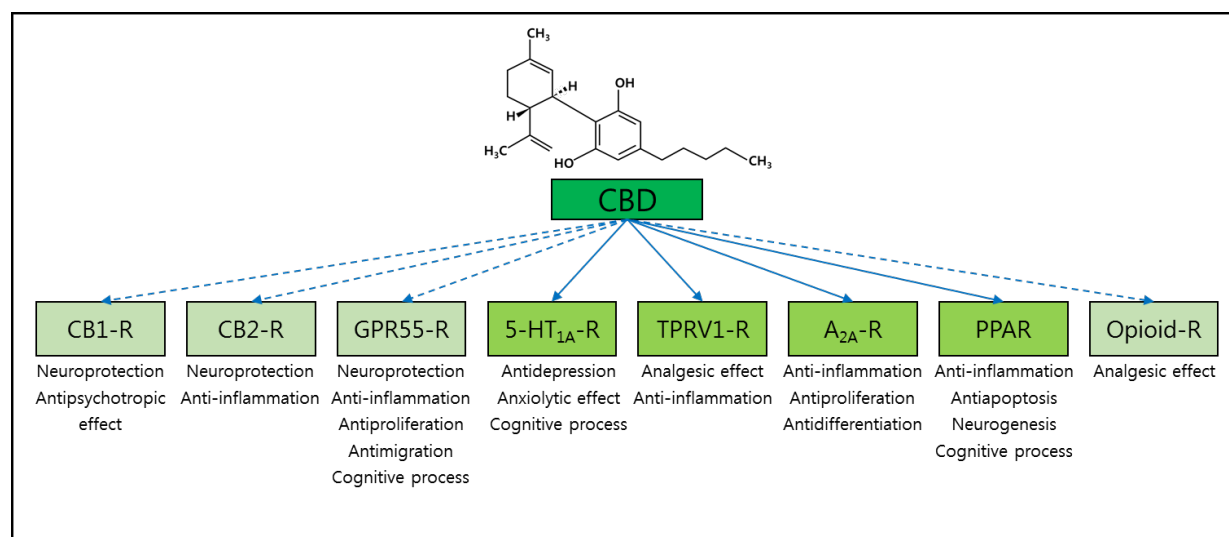 CH₃
H
OH
H
H₃C
HO
CH₃
CBD
CB1-R
Neuroprotection
Antipsychotropic
effect
CB2-R
Neuroprotection
Anti-inflammation
GPR55-R
Neuroprotection
Anti-inflammation
Antiproliferation
Antimigration
Cognitive process
5-HT₁A-R
Antidepression
Anxiolytic effect
Cognitive process
TPRV1-R
Analgesic effect
Anti-inflammation
A₂A-R
Anti-inflammation
Antiproliferation
Antidifferentiation
PPAR
Anti-inflammation
Antiapoptosis
Neurogenesis
Cognitive process
Opioid-R
Analgesic effect